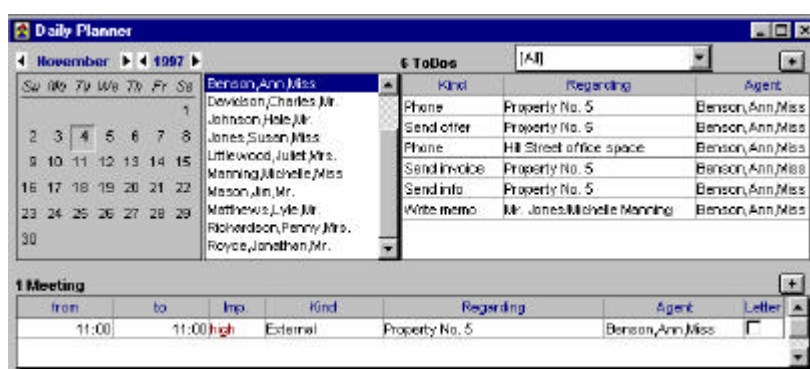 Daily Planner
November 1997
6 ToDos [All]
Su Mo Tu We Th Fr Sa
1
2 3 4 5 6 7 8
9 10 11 12 13 14 15
16 17 18 19 20 21 22
23 24 25 26 27 28 29
30
Benson,Ann,Miss
Davidson,Charles,Mr.
Johnson,Hale,Mr.
Jones,Susan,Miss
Littlewood,Juliet,Mrs.
Manning,Michelle,Miss
Mason,Jim,Mr.
Matthews,Lyle,Mr.
Richardson,Penny,Mrs.
Royce,Jonathan,Mr.
Kind Regarding Agent
Phone Property No. 5 Benson,Ann,Miss
Send offer Property No. 6 Benson,Ann,Miss
Phone Hill Street office space Benson,Ann,Miss
Send invoice Property No. 5 Benson,Ann,Miss
Send info Property No. 5 Benson,Ann,Miss
Write memo Mr. Jones/Michelle Manning Benson,Ann,Miss
1 Meeting
from to Imp. Kind Regarding Agent Letter
11:00 11:00 high External Property No. 5 Benson,Ann,Miss